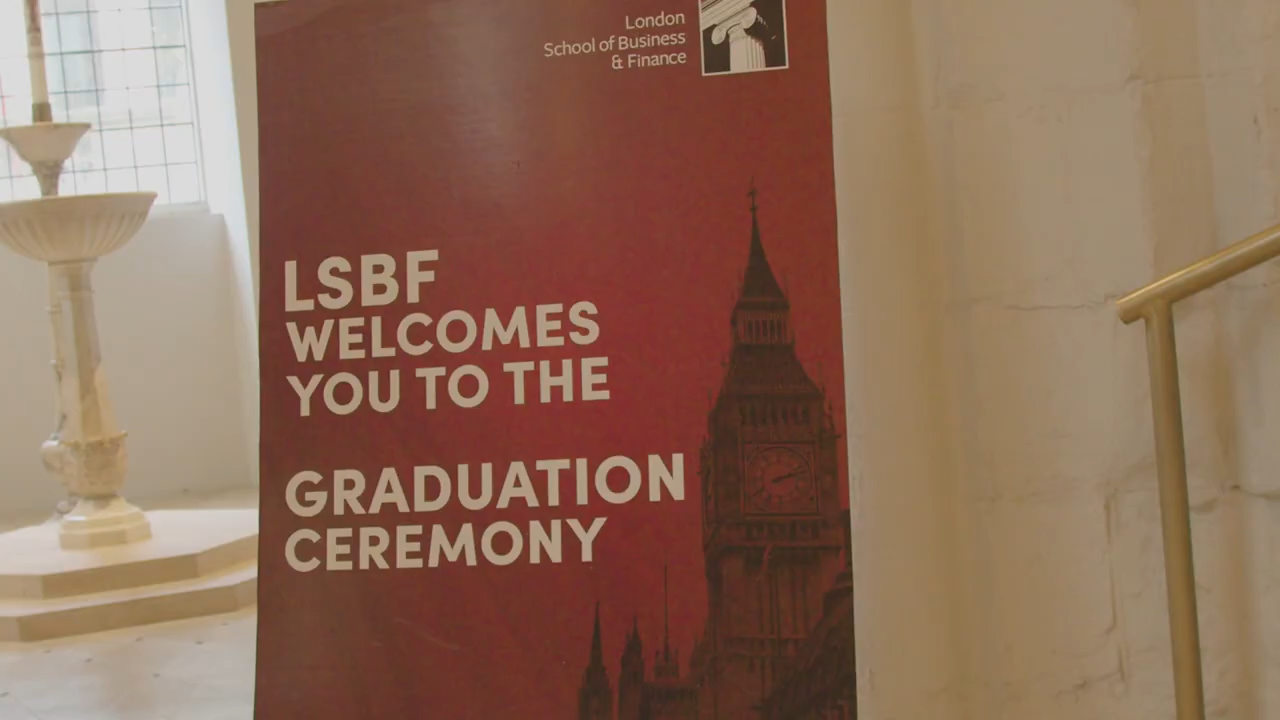 London
School of Business
& Finance
LSBF
WELCOMES
YOU TO THE
GRADUATION
CEREMONY